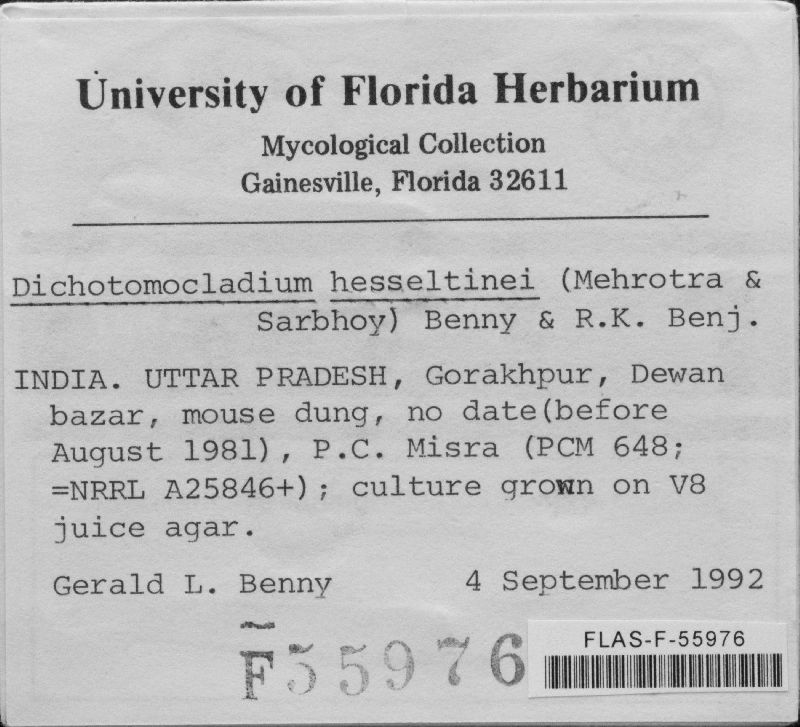 University of Florida Herbarium
Mycological Collection
Gainesville, Florida 32611
Dichotomocladium hesseltinei (Mehrotra &
Sarbhoy) Benny & R.K. Benj.
INDIA. UTTAR PRADESH, Gorakhpur, Dewan
bazar, mouse dung, no date(before
August 1981), P.C. Misra (PCM 648;
=NRRL A25846+); culture grown on V8
juice agar.
Gerald L. Benny 4 September 1992
F55976
FLAS-F-55976